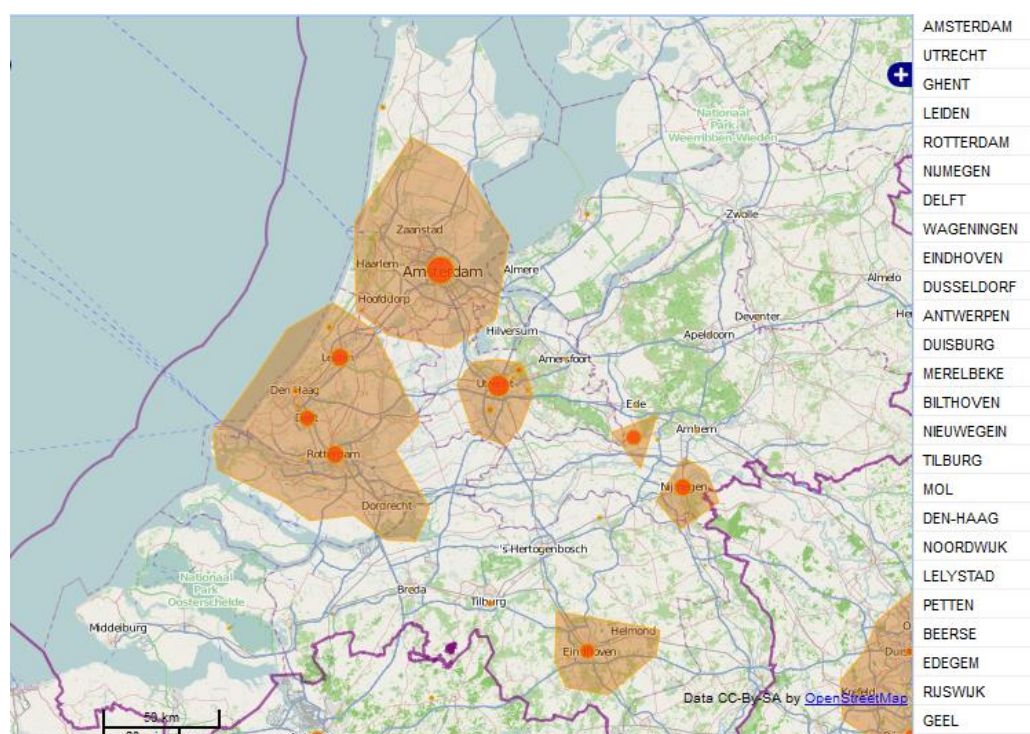 Nationaal
Park
Weerribben-Wieden
Zwolle
Zaanstad
Haarlem
Amsterdam
Almere
Almelo
Hoofddorp
Deventer
Hilversum
Apeldoorn
Amersfoort
Den Haag
Ede
Arnhem
Rotterdam
Dordrecht
's-Hertogenbosch
Nationaal
Park
Oosterschelde
Breda
Tilburg
Middelburg
Helmond
Eindhoven
Data CC-By-SA by OpenStreetMap
50 km
AMSTERDAM
UTRECHT
GHENT
LEIDEN
ROTTERDAM
NIJMEGEN
DELFT
WAGENINGEN
EINDHOVEN
DUSSELDORF
ANTWERPEN
DUISBURG
MERELBEKE
BILTHOVEN
NIEUWEGEIN
TILBURG
MOL
DEN-HAAG
NOORDWIJK
LELYSTAD
PETTEN
BEERSE
EDEGEM
RIJSWIJK
GEEL